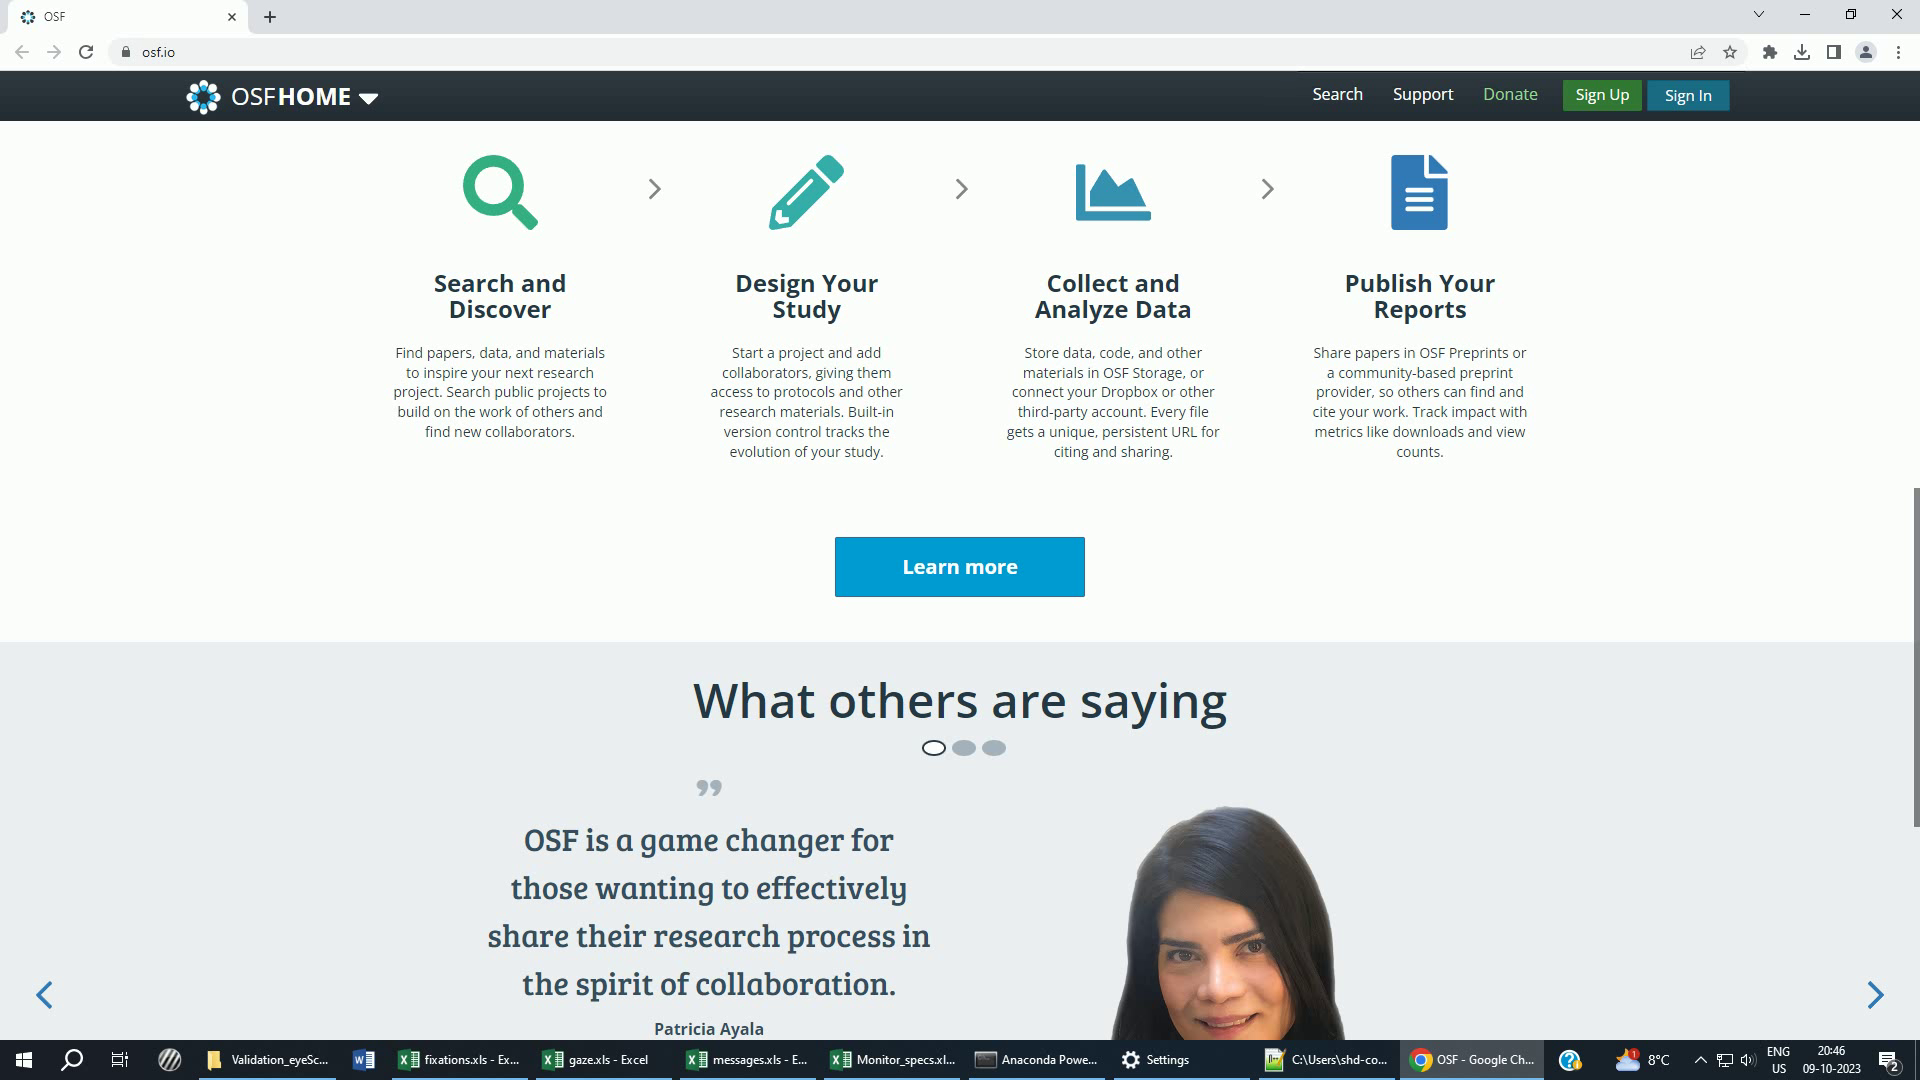 OSF
osf.io
OSFHOME
Search Support Donate Sign Up Sign In
Search and
Discover
Find papers, data, and materials
to inspire your next research
project. Search public projects to
build on the work of others and
find new collaborators.
Design Your
Study
Start a project and add
collaborators, giving them
access to protocols and other
research materials. Built-in
version control tracks the
evolution of your study.
Collect and
Analyze Data
Store data, code, and other
materials in OSF Storage, or
connect your Dropbox or other
third-party account. Every file
gets a unique, persistent URL for
citing and sharing.
Publish Your
Reports
Share papers in OSF Preprints or
a community-based preprint
provider, so others can find and
cite your work. Track impact with
metrics like downloads and view
counts.
Learn more
What others are saying
”
OSF is a game changer for
those wanting to effectively
share their research process in
the spirit of collaboration.
Patricia Ayala
Validation_eyeSc... fixations.xls - Ex... gaze.xls - Excel messages.xls - E... Monitor_specs.xl... Anaconda Powe... Settings C:\Users\shd-co... OSF - Google Ch... 1 8°C ENG US 20:46 09-10-2023 2